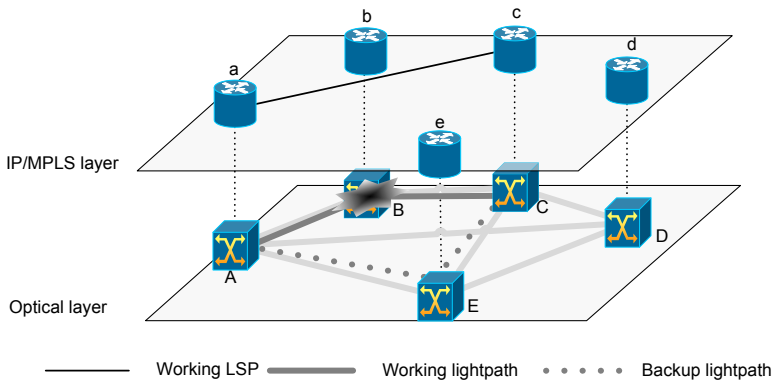 b
c
d
a
e
IP/MPLS layer
B
C
D
A
E
Optical layer
Working LSP
Working lightpath
Backup lightpath